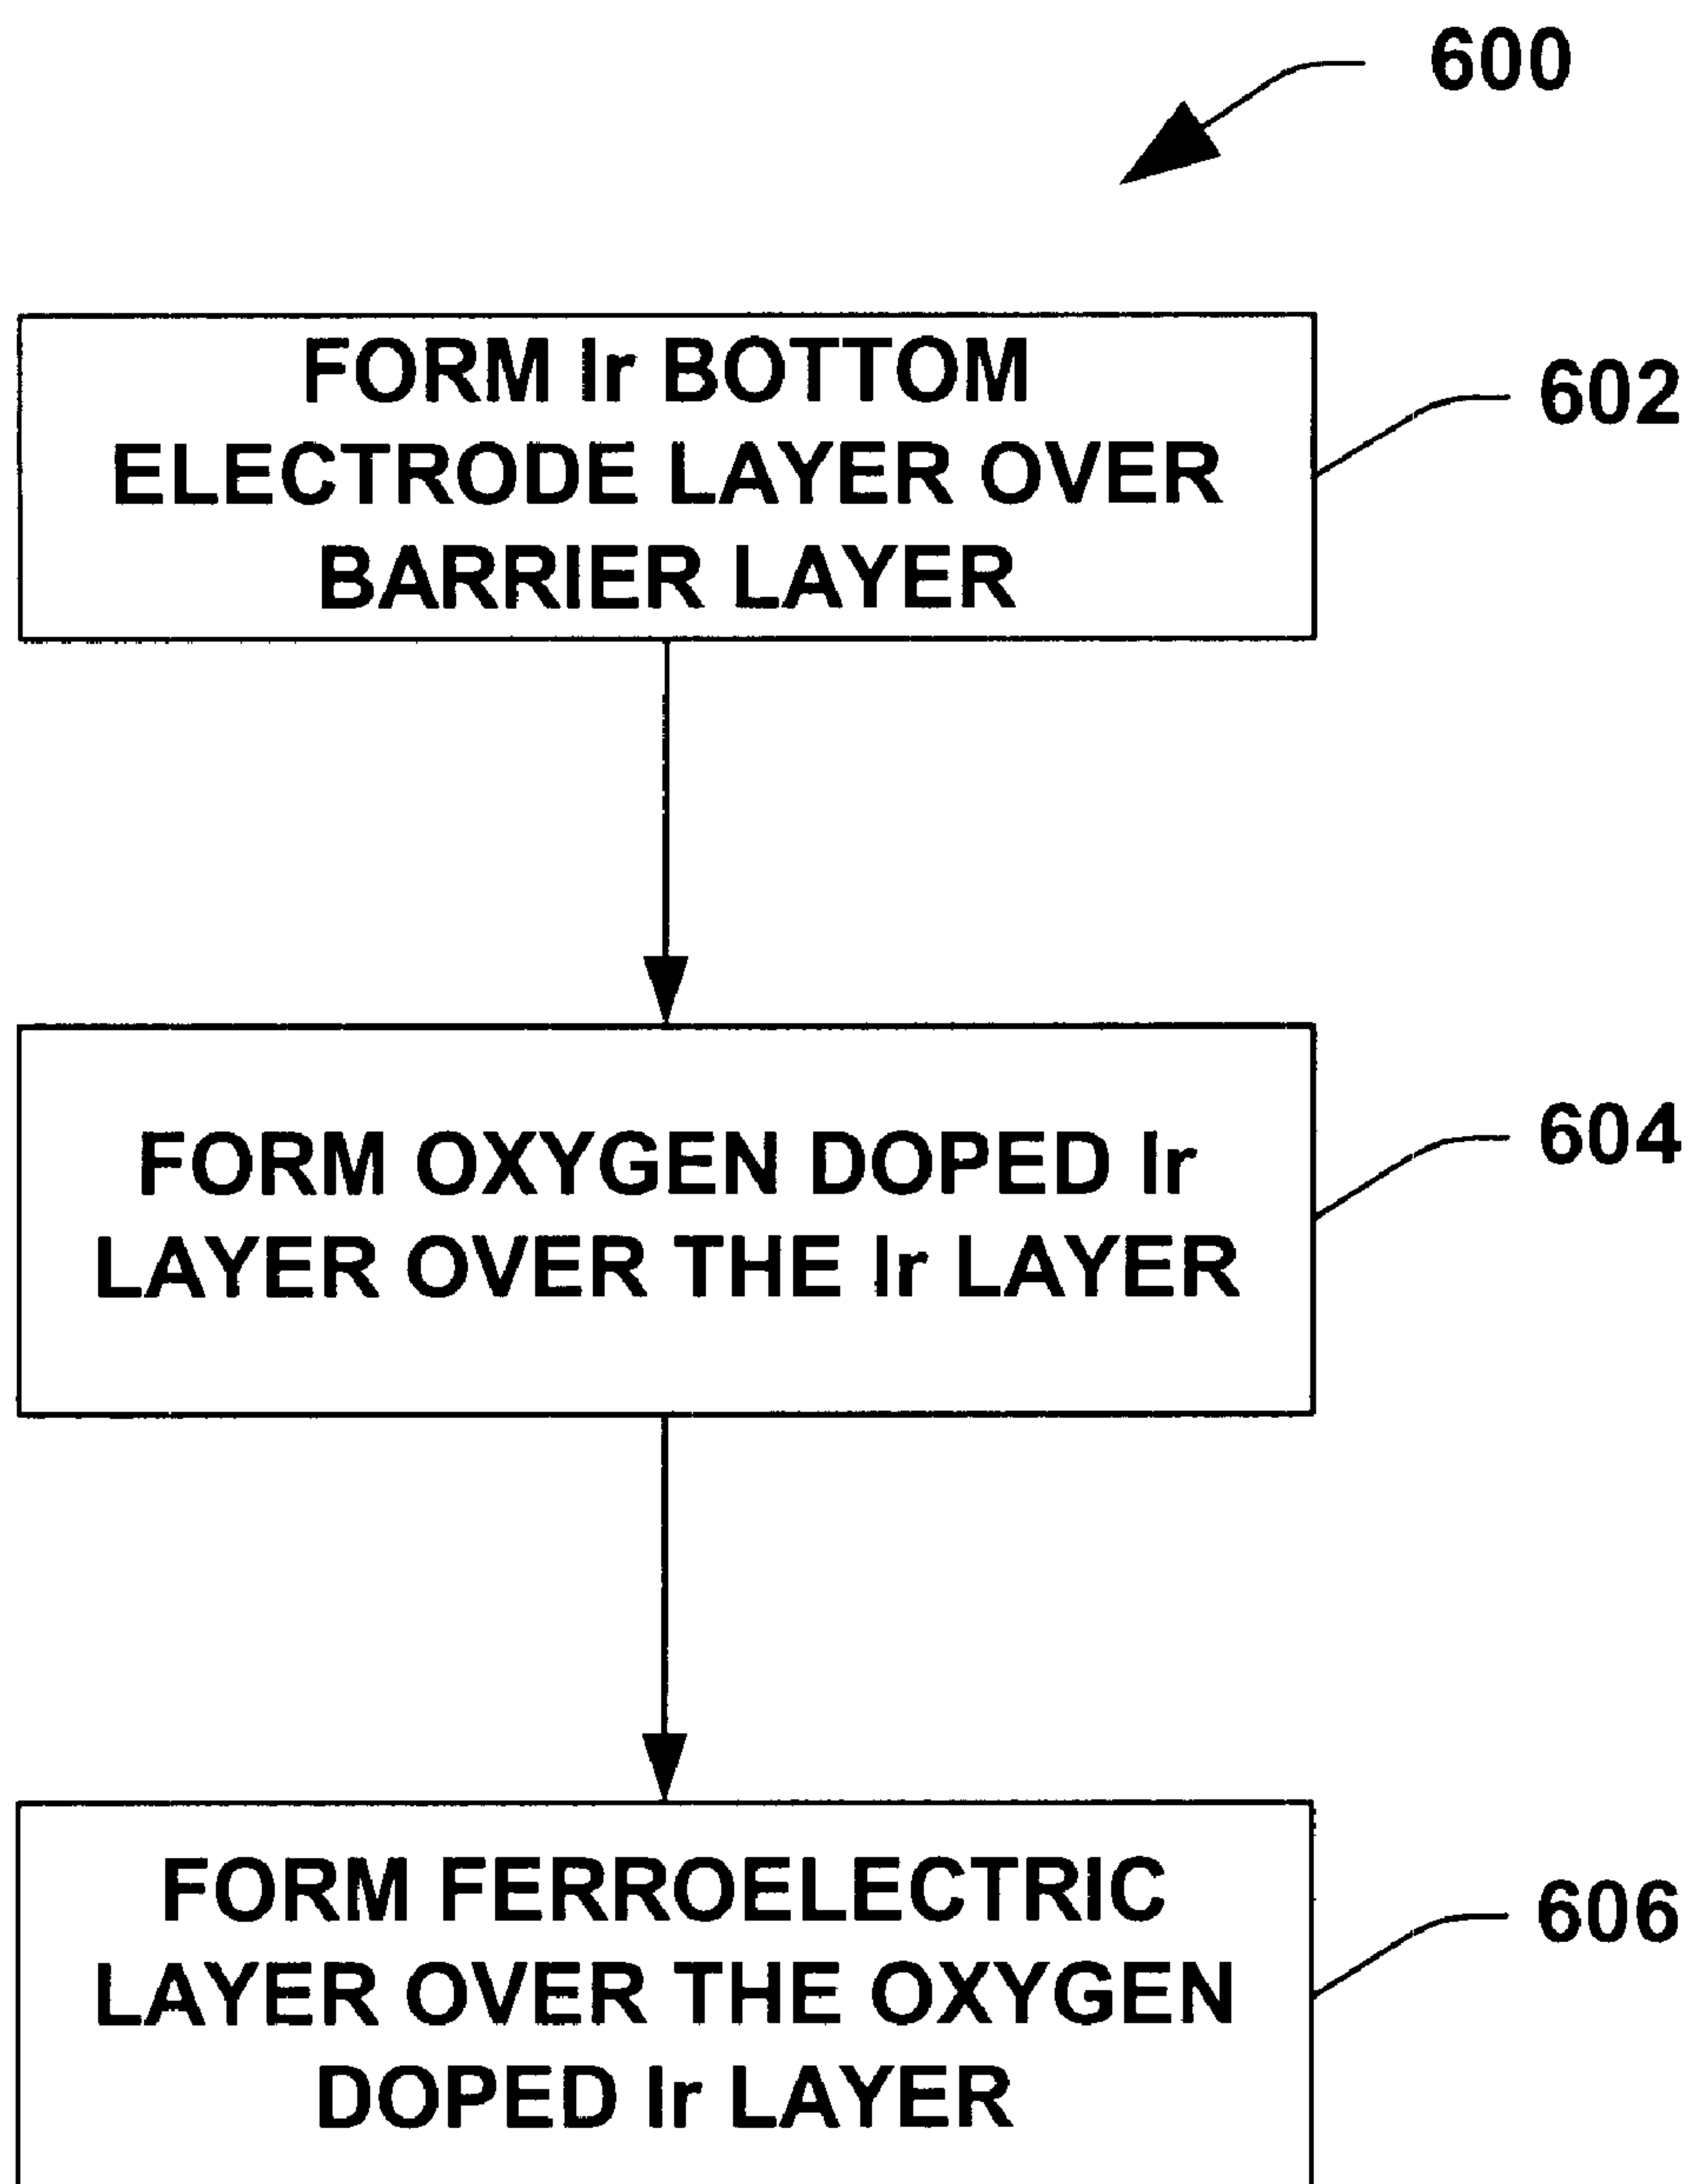 600
FORM Ir BOTTOM
ELECTRODE LAYER OVER
BARRIER LAYER
602
FORM OXYGEN DOPED Ir
LAYER OVER THE Ir LAYER
604
FORM FERROELECTRIC
LAYER OVER THE OXYGEN
DOPED Ir LAYER
606